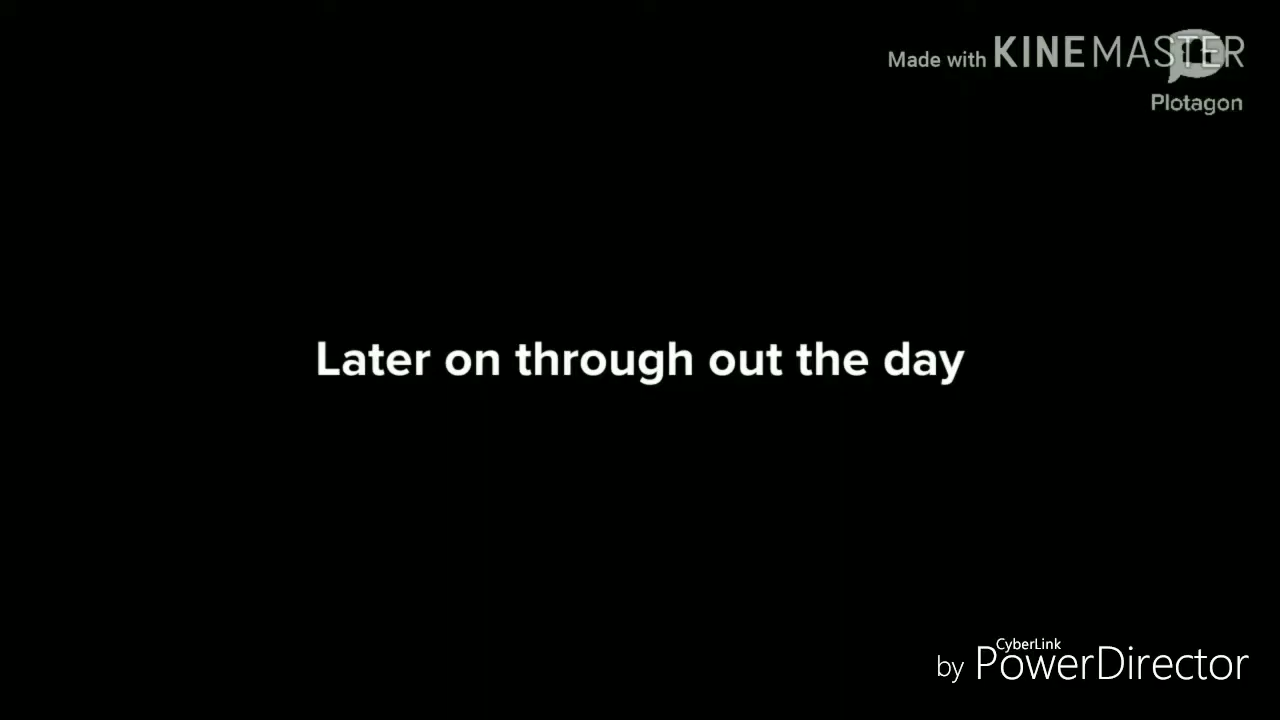 Made with KINEMASTER
Plotagon
Later on through out the day
CyberLink
by PowerDirector